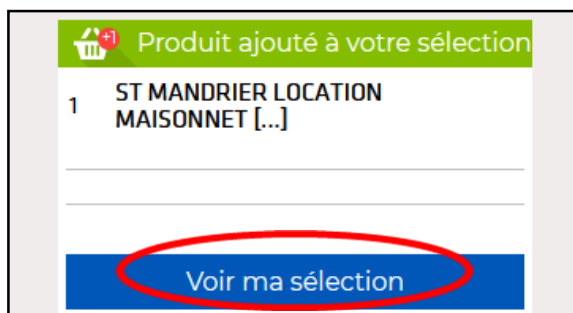 +1 Produit ajouté à votre sélection
1 ST MANDRIER LOCATION
MAISONNET [...]
Voir ma sélection